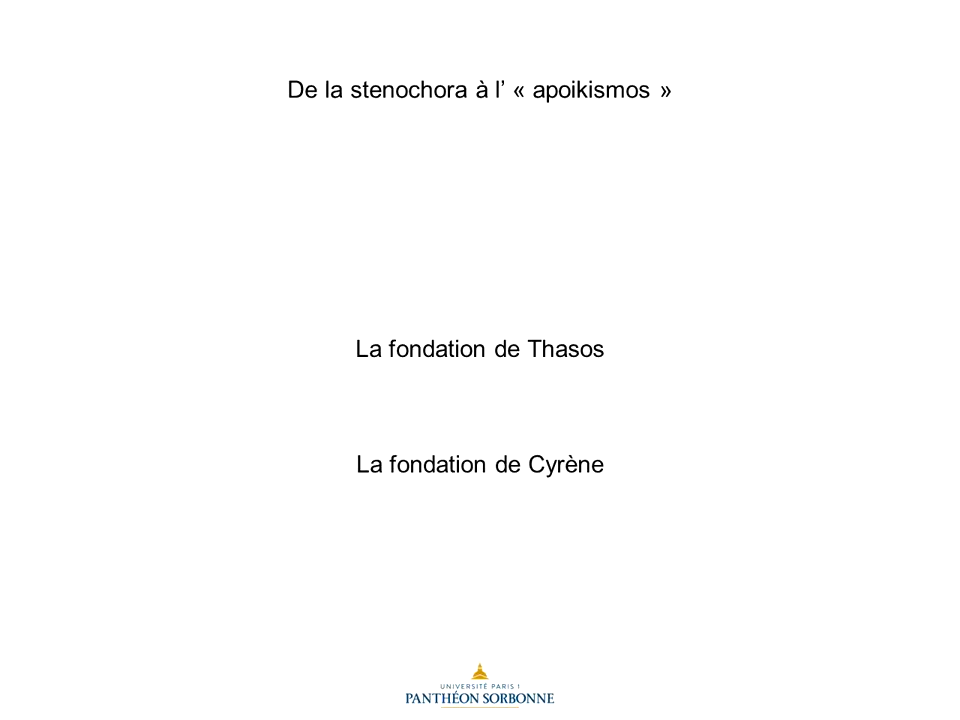 De la stenochora à l’ « apoikismos »
La fondation de Thasos
La fondation de Cyrène
UNIVERSITÉ PARIS 1
PANTHÉON SORBONNE